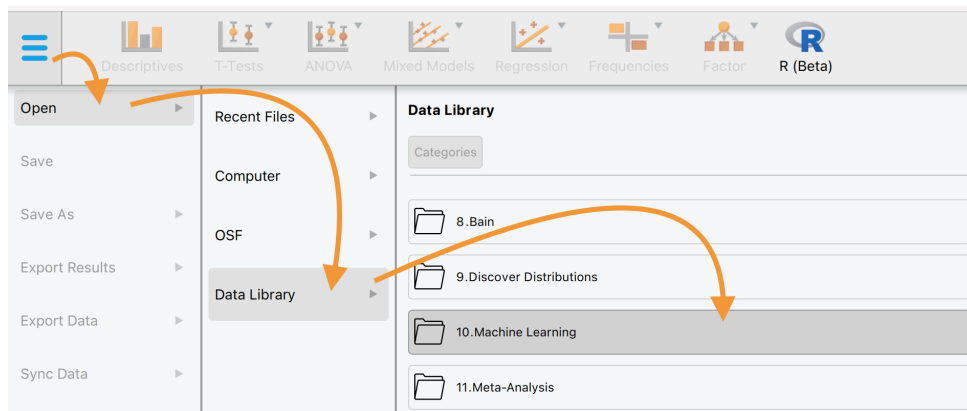 Descriptives
T-Tests
ANOVA
Mixed Models
Regression
Frequencies
Factor
R (Beta)
Open
Save
Save As
Export Results
Export Data
Sync Data
Recent Files
Computer
OSF
Data Library
Data Library
Categories
8.Bain
9.Discover Distributions
10.Machine Learning
11.Meta-Analysis